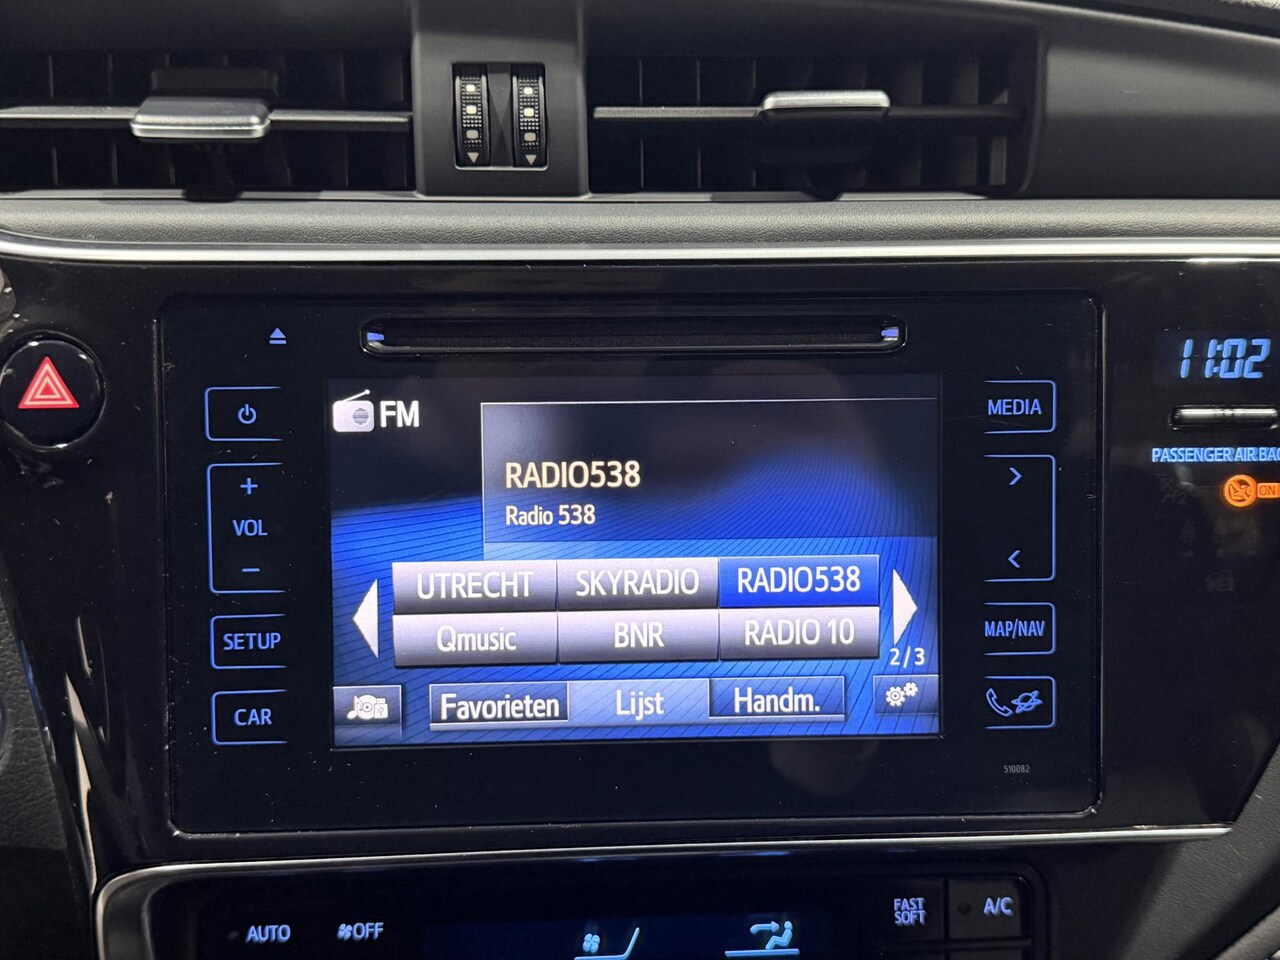 11:02
MEDIA
FM
PASSENGER AIR BAG
ON
RADIO538
+
Radio 538
VOL
-
UTRECHT SKYRADIO RADIO538
Qmusic BNR RADIO 10
MAP/NAV
SETUP
2/3
Favorieten Lijst Handm.
CAR
510082
FAST
SOFT
A/C
AUTO
OFF